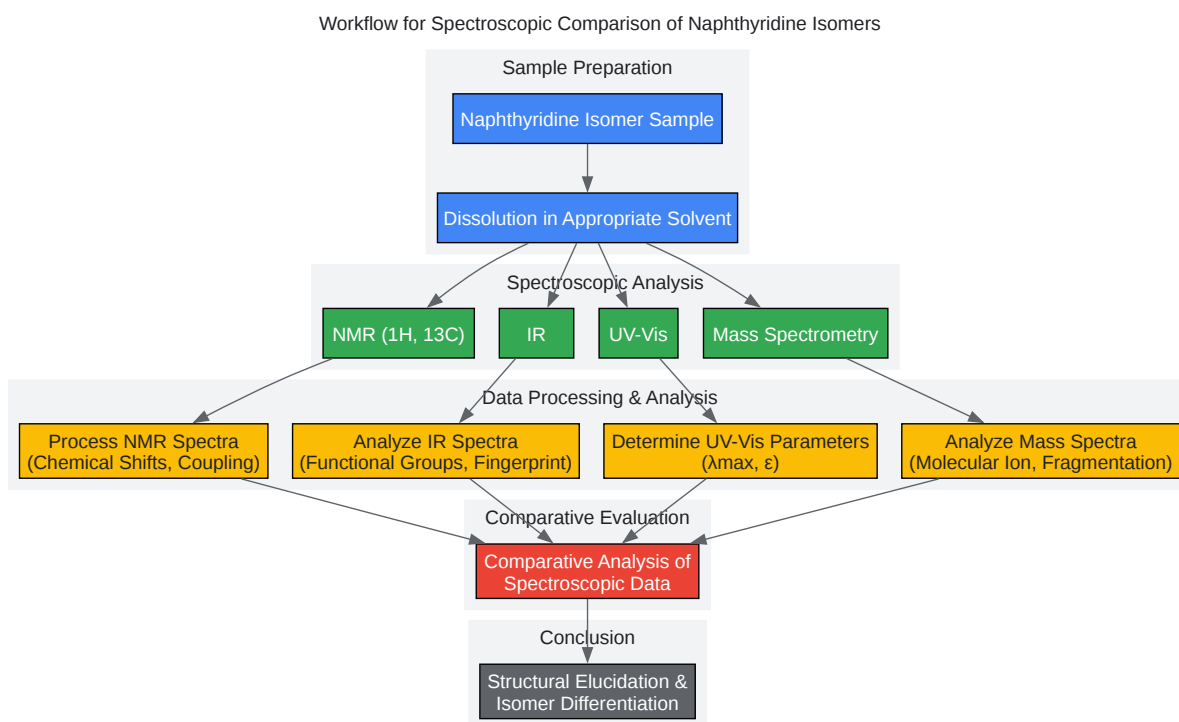 Workflow for Spectroscopic Comparison of Naphthyridine Isomers
Sample Preparation
Naphthyridine Isomer Sample
Dissolution in Appropriate Solvent
Spectroscopic Analysis
NMR (1H, 13C)
IR
UV-Vis
Mass Spectrometry
Data Processing & Analysis
Process NMR Spectra
(Chemical Shifts, Coupling)
Analyze IR Spectra
(Functional Groups, Fingerprint)
Determine UV-Vis Parameters
(λmax, ε)
Analyze Mass Spectra
(Molecular Ion, Fragmentation)
Comparative Evaluation
Comparative Analysis of
Spectroscopic Data
Conclusion
Structural Elucidation &
Isomer Differentiation